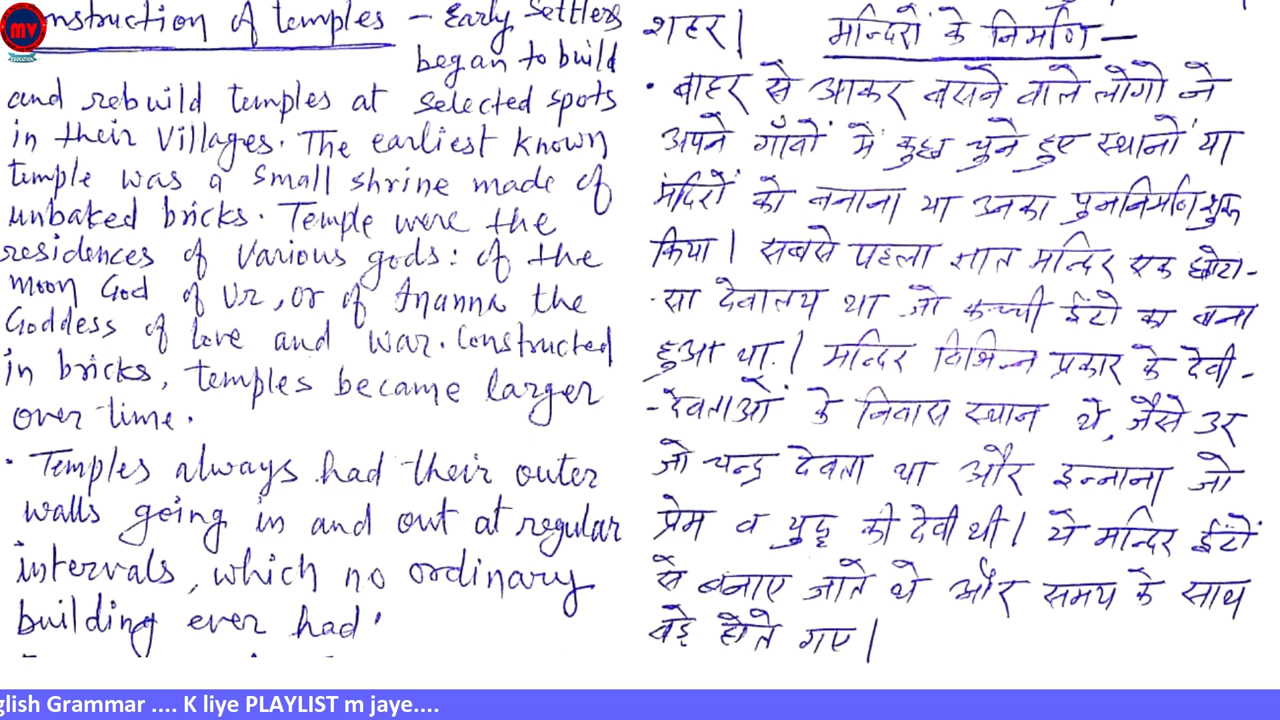 mv
EDUCATION
nstruction of temples - Early Settlers
began to build
and rebuild temples at selected spots
in their Villages. The earliest known
temple was a small shrine made of
unbaked bricks. Temple were the
residences of various gods: of the
moon God of Ur, or of Inanna the
Goddess of love and war. Constructed
in bricks, temples became larger
over time.
• Temples always had their outer
walls going in and out at regular
intervals, which no ordinary
building ever had'
शहर। मन्दिरों के निर्माण —
• बाहर से आकर बसने वाले लोगो ने
अपने गाँवों में कुछ चुने हुए स्थानों या
मंदिरों को बनाना या उनका पुननिर्माण शुरू
किया। सबसे पहला ज्ञात मन्दिर एक छोटा-
-सा देवालय था जो कच्ची ईंटो का बना
हुआ था.। मन्दिर विभिन्न प्रकार के देवी-
-देवताओं के निवास स्थान थे, जैसे उर
जो चन्द्र देवता था और इन्नाना जो
प्रेम व युद्ध की देवी थी। ये मन्दिर ईंटों
से बनाए जाते थे और समय के साथ
बड़े होते गए।
glish Grammar .... K liye PLAYLIST m jaye....